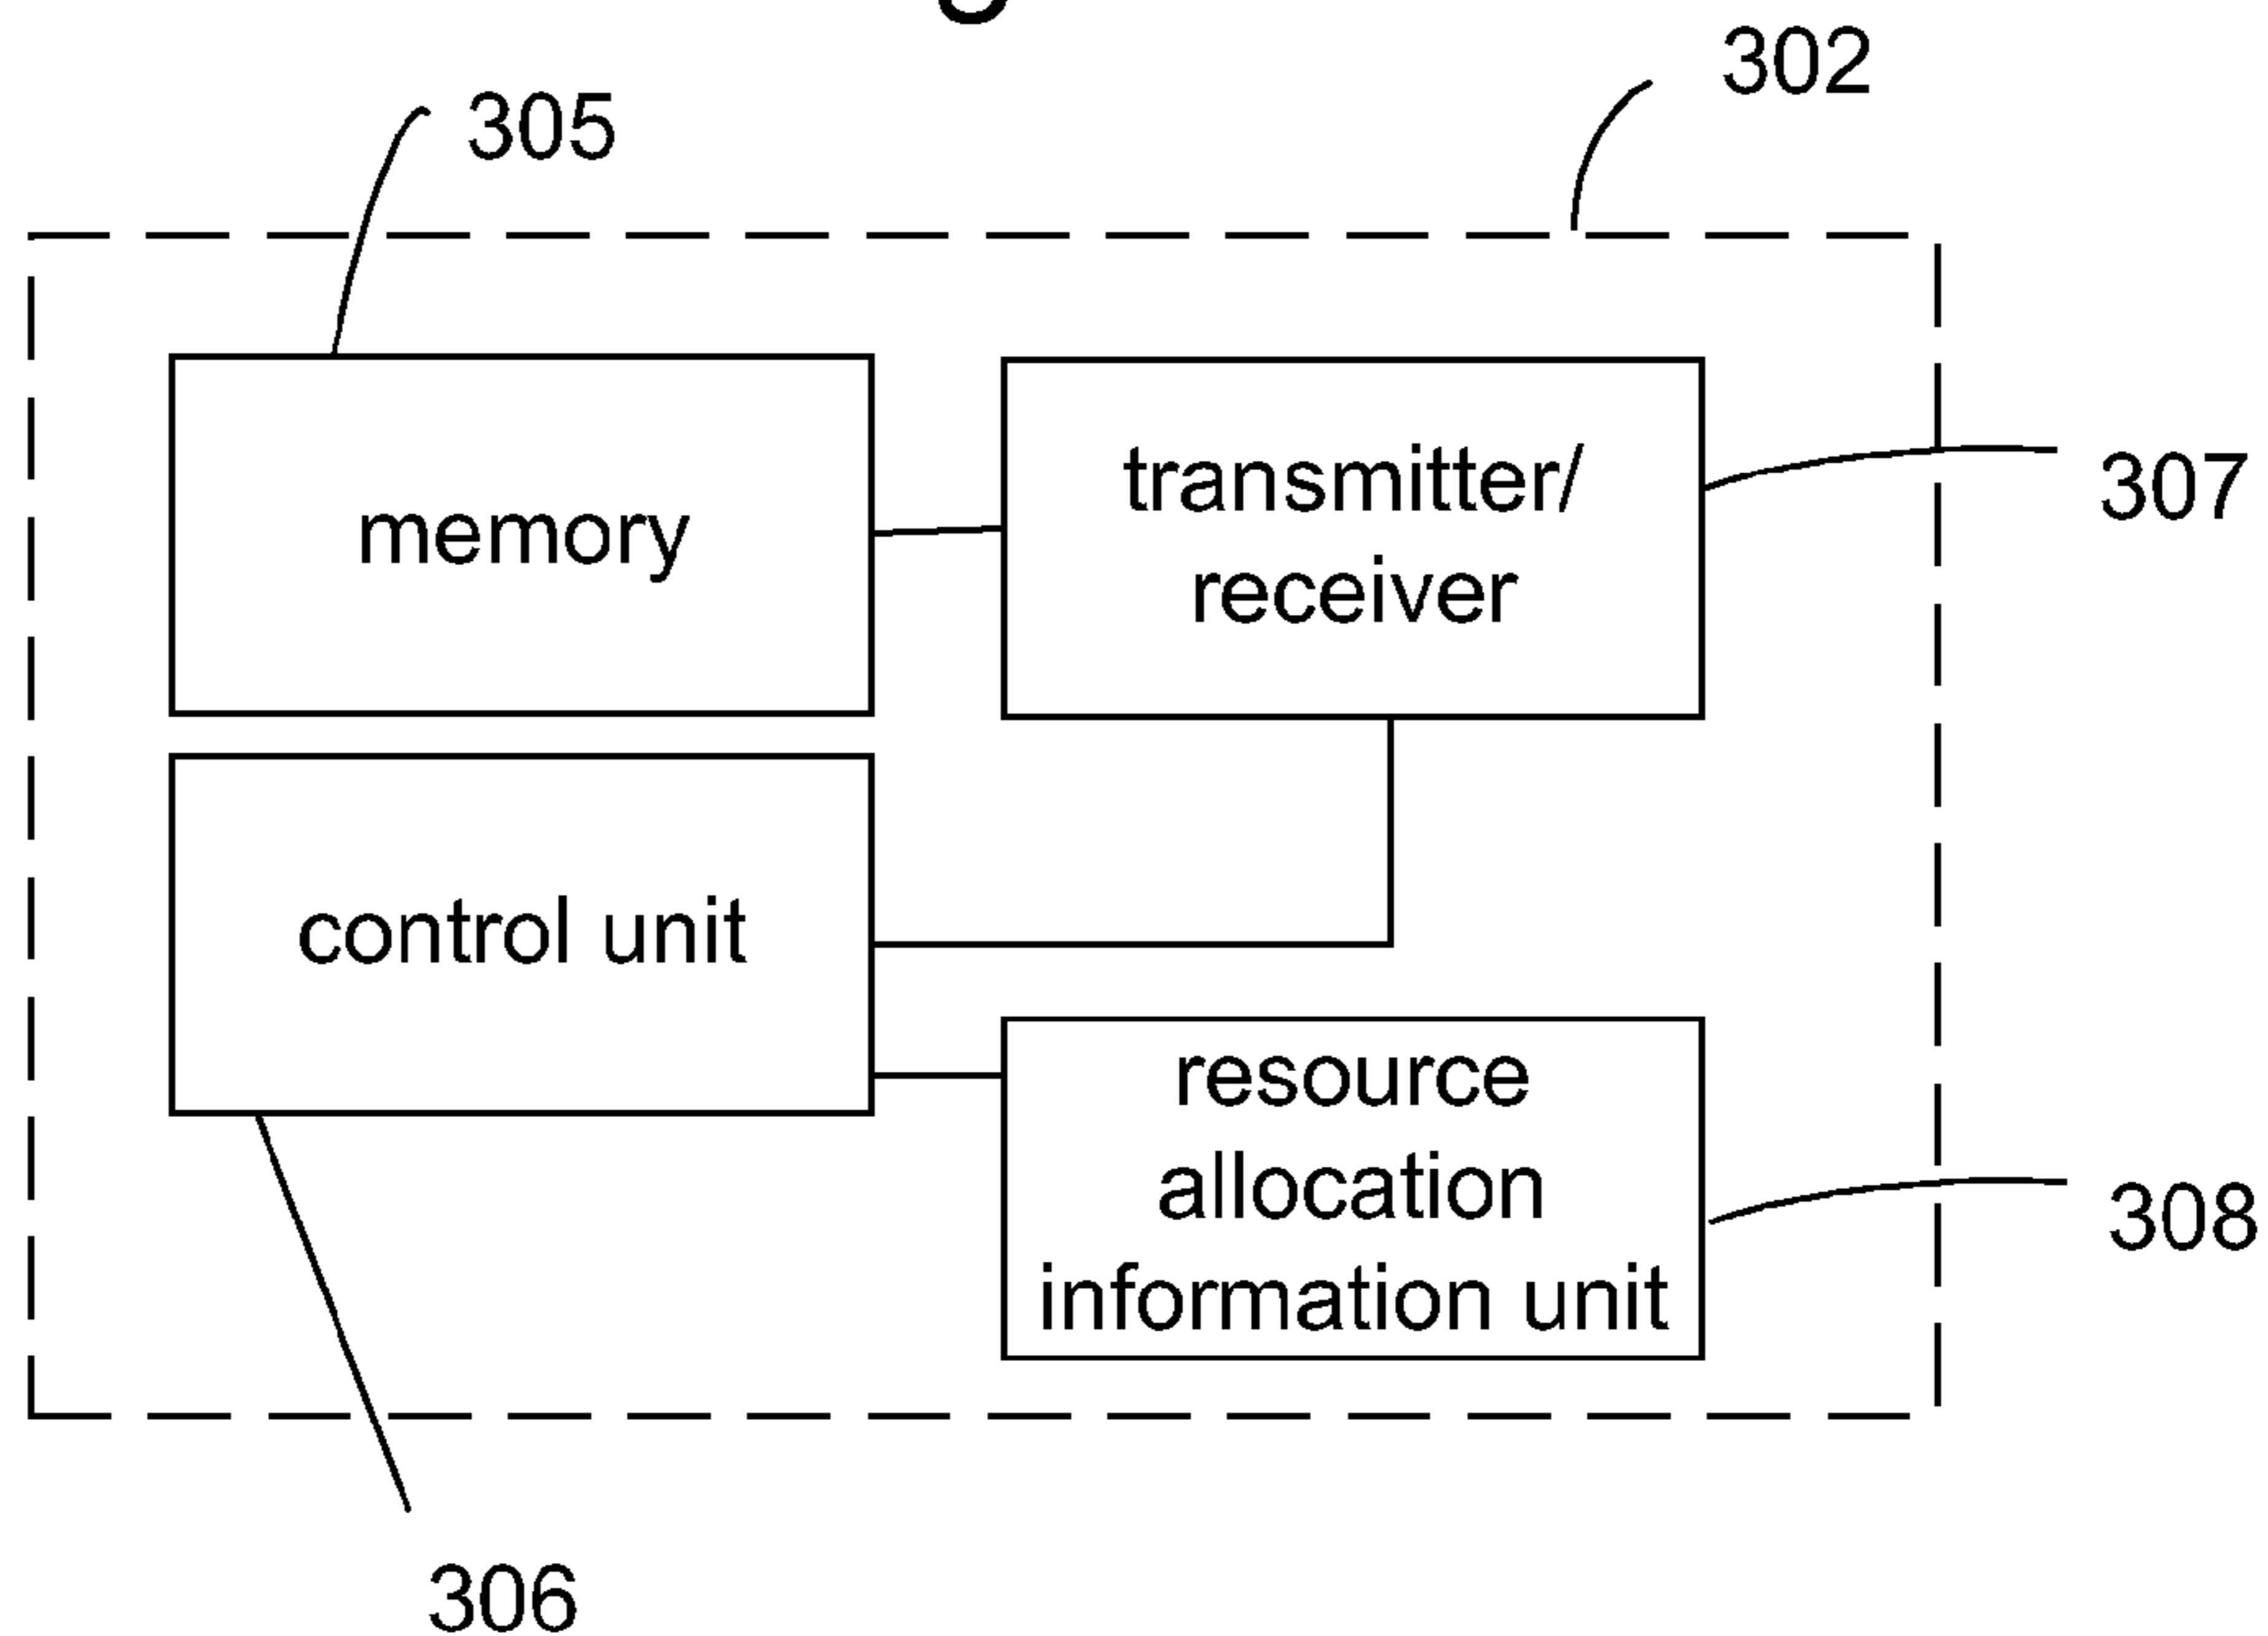 302
305
memory
transmitter/
receiver
307
control unit
resource
allocation
information unit
308
306